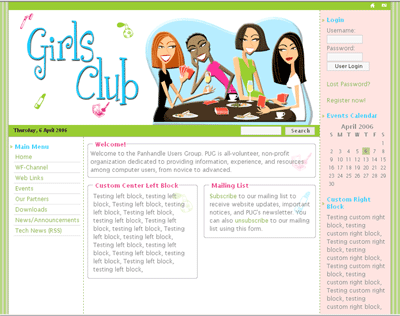 Girls
Club
Thursday, 6 April 2006
Search
Main Menu
Home
WF-Channel
Web Links
Events
Our Partners
Downloads
News/Announcements
Tech News (RSS)
Welcome!
Welcome to the Panhandle Users Group. PUG is all-volunteer, non-profit
organization dedicated to providing information, experience, and resources
among computer users, from novice to advanced.
Custom Center Left Block
Testing left block, testing left
block, Testing left block, testing
left block, Testing left block,
testing left block, Testing left
block, testing left block, Testing
left block, testing left block,
Testing left block, testing left
block, Testing left block,
testing left block,
Mailing List
Subscribe to our mailing list to
receive website updates, important
notices, and PUG's newsletter. You
can also unsubscribe to our mailing
list using this form.
Login
Username:
Password:
User Login
Lost Password?
Register now!
Events Calendar
April 2006
S M T W T F S
1
2 3 4 5 6 7 8
9 10 11 12 13 14 15
16 17 18 19 20 21 22
23 24 25 26 27 28 29
30
Custom Right
Block
Testing custom right
block, testing
custom right block,
Testing custom right
block, testing
custom right block,
Testing custom right
block, testing
custom right block,
Testing custom right
block, testing
custom right block,
Testing custom right
block, testing